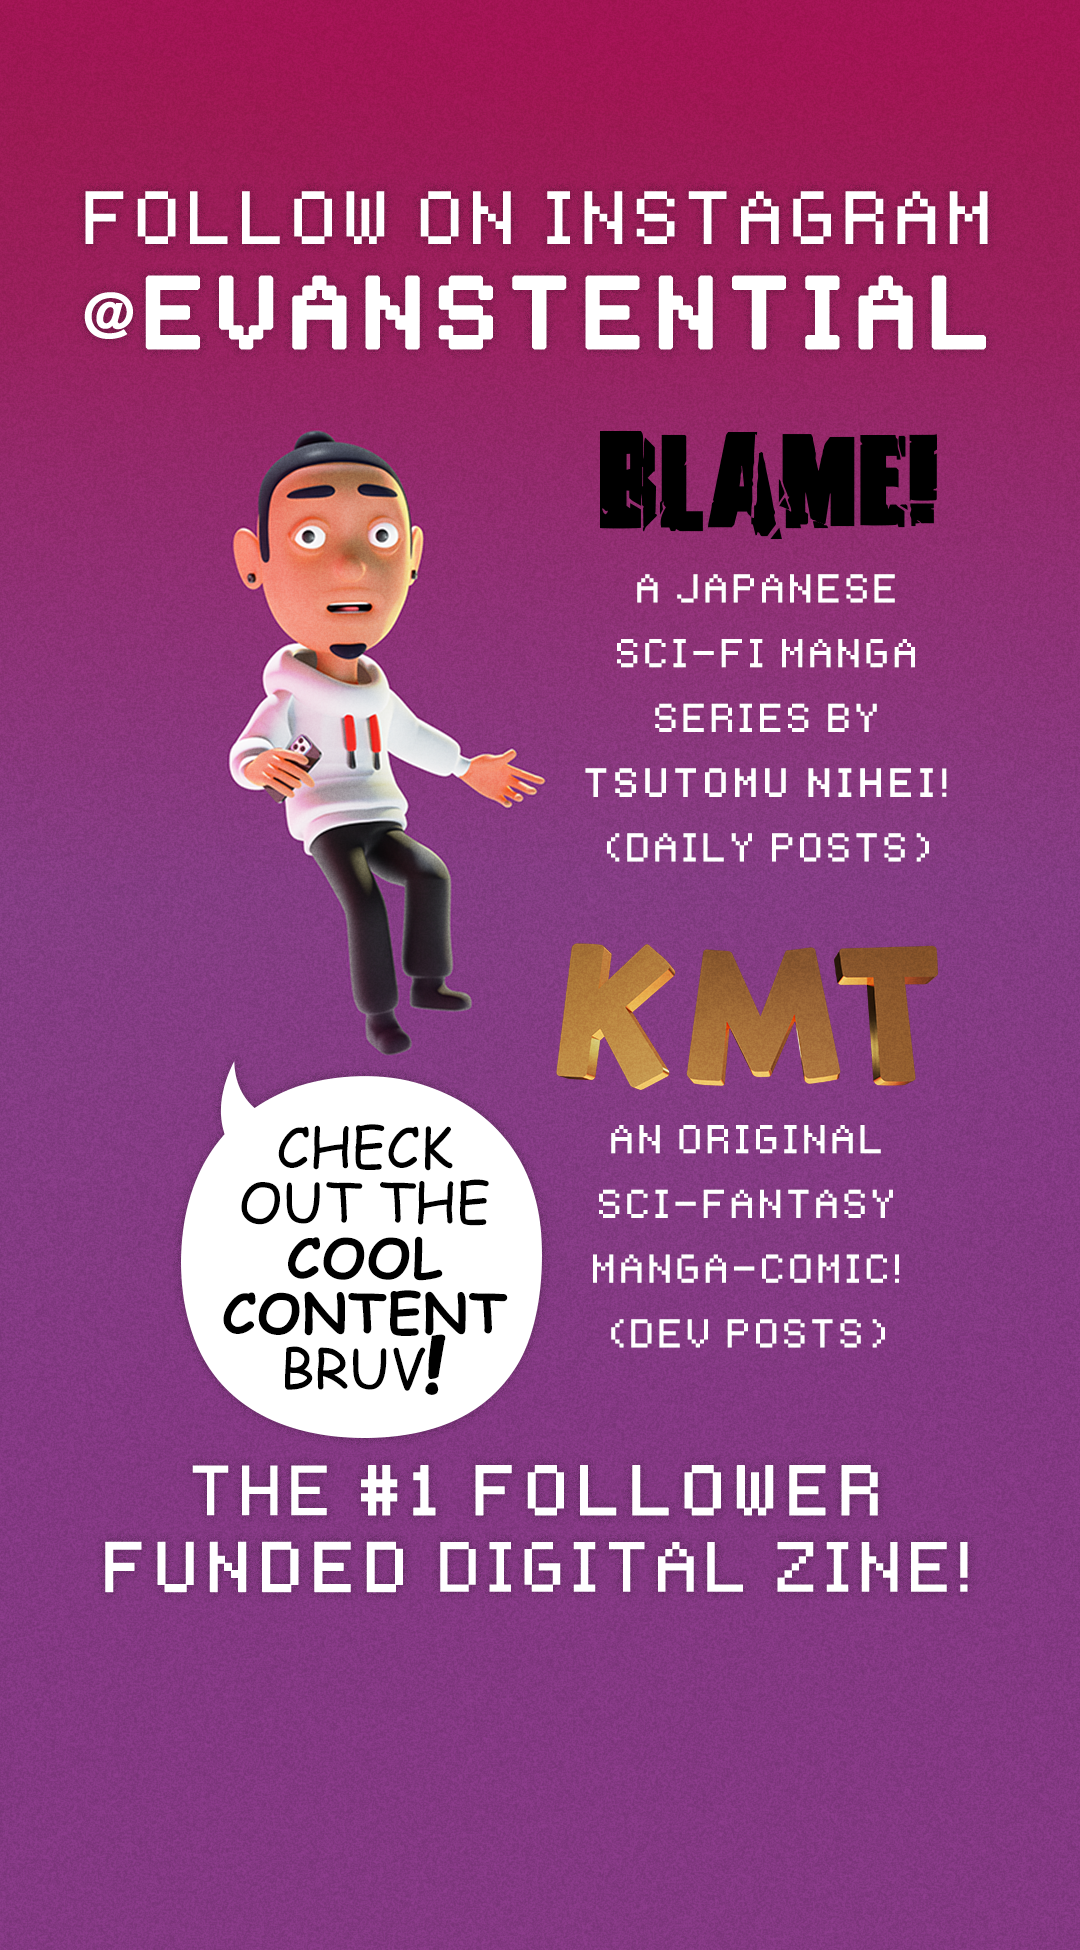 FOLLOW ON INSTAGRAM
@EVANSTENTIAL
BLAME!
A JAPANESE
SCI-FI MANGA
SERIES BY
TSUTOMU NIHEI!
(DAILY POSTS)
KMT
AN ORIGINAL
SCI-FANTASY
MANGA-COMIC!
(DEV POSTS)
CHECK
OUT THE
COOL
CONTENT
BRUV!
THE #1 FOLLOWER
FUNDED DIGITAL ZINE!